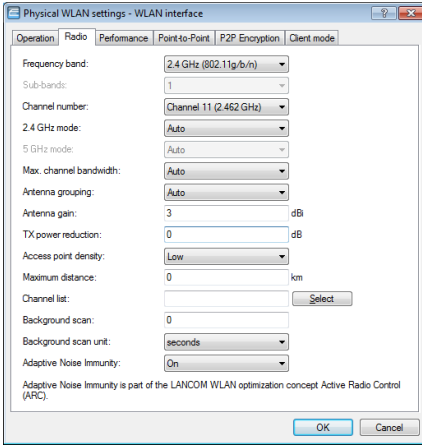 Physical WLAN settings - WLAN interface
Operation Radio Performance Point-to-Point P2P Encryption Client mode
Frequency band: 2.4 GHz (802.11g/b/n)
Sub-bands: 1
Channel number: Channel 11 (2.462 GHz)
2.4 GHz mode: Auto
5 GHz mode: Auto
Max. channel bandwidth: Auto
Antenna grouping: Auto
Antenna gain: 3 dBi
TX power reduction: 0 dB
Access point density: Low
Maximum distance: 0 km
Channel list: Select
Background scan: 0
Background scan unit: seconds
Adaptive Noise Immunity: On
Adaptive Noise Immunity is part of the LANCOM WLAN optimization concept Active Radio Control
(ARC).
OK Cancel